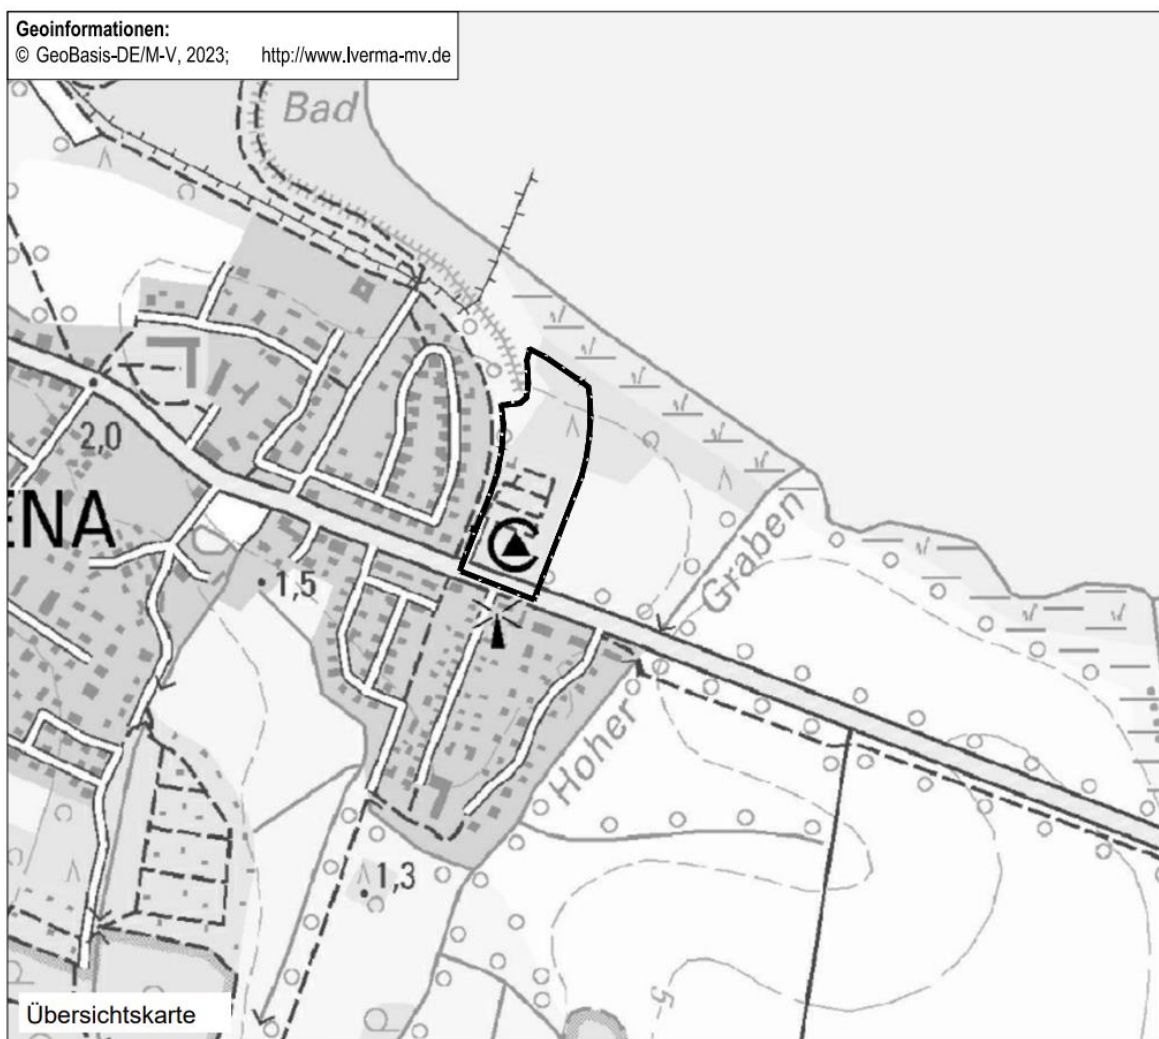 Geoinformationen:
© GeoBasis-DE/M-V, 2023; http://www.lverma-mv.de
Bad
2,0
ENA
1,5
Graben
Hoher
1,3
5
Übersichtskarte